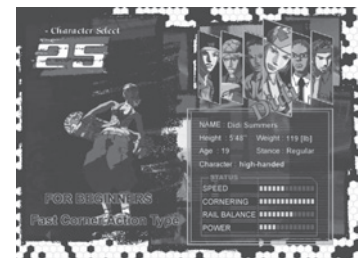 - Character Select
25
Didi
NAME : Didi Summers
Height : 5'48" Weight : 119 [lb]
Age : 19 Stance : Regular
Character : high-handed
STATUS
SPEED
CORNERING
RAIL BALANCE
POWER
FOR BEGINNERS
Fast Corner Action Type